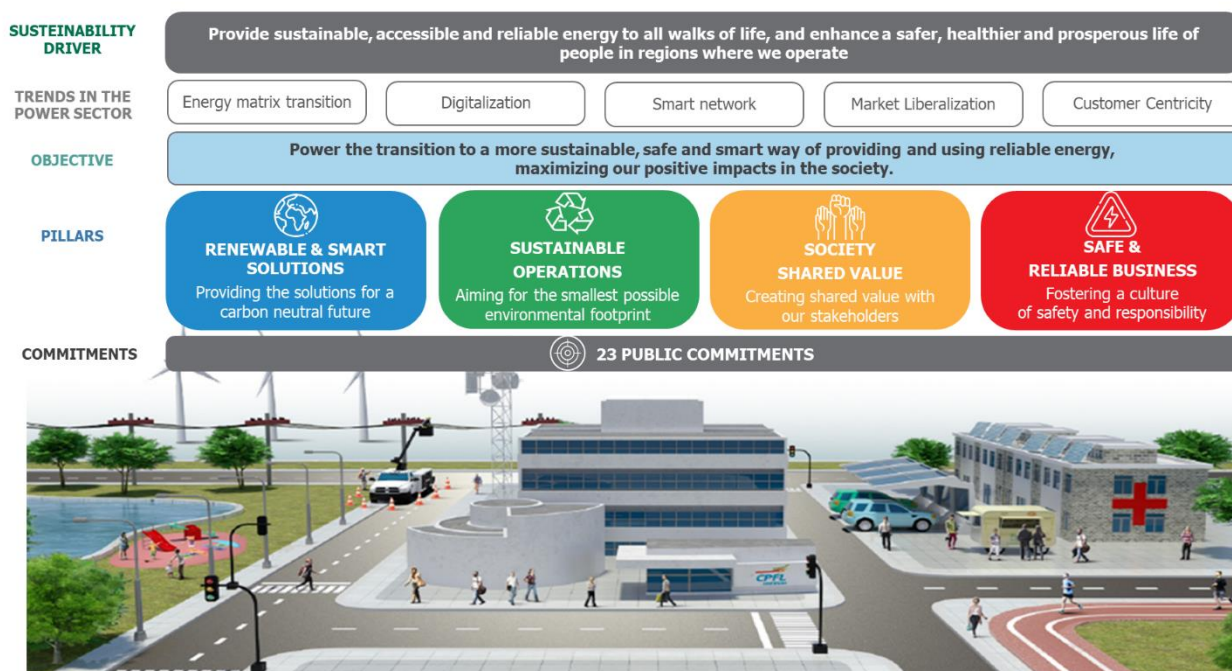 SUSTEINABILITY
DRIVER
Provide sustainable, accessible and reliable energy to all walks of life, and enhance a safer, healthier and prosperous life of
people in regions where we operate
TRENDS IN THE
POWER SECTOR
Energy matrix transition
Digitalization
Smart network
Market Liberalization
Customer Centricity
OBJECTIVE
Power the transition to a more sustainable, safe and smart way of providing and using reliable energy,
maximizing our positive impacts in the society.
PILLARS
RENEWABLE & SMART
SOLUTIONS
Providing the solutions for a
carbon neutral future
SUSTAINABLE
OPERATIONS
Aiming for the smallest possible
environmental footprint
SOCIETY
SHARED VALUE
Creating shared value with
our stakeholders
SAFE &
RELIABLE BUSINESS
Fostering a culture
of safety and responsibility
COMMITMENTS
23 PUBLIC COMMITMENTS
CPFL